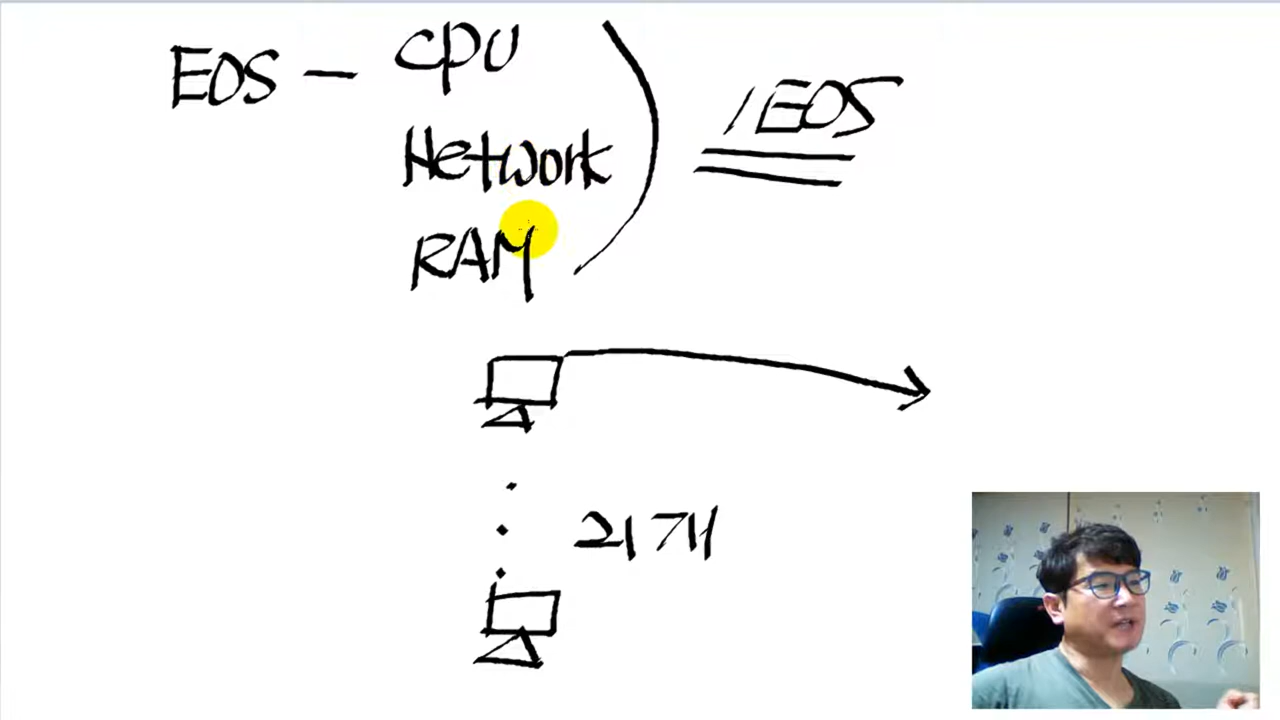 EOS - CPU
Network
RAM
1EOS
21개